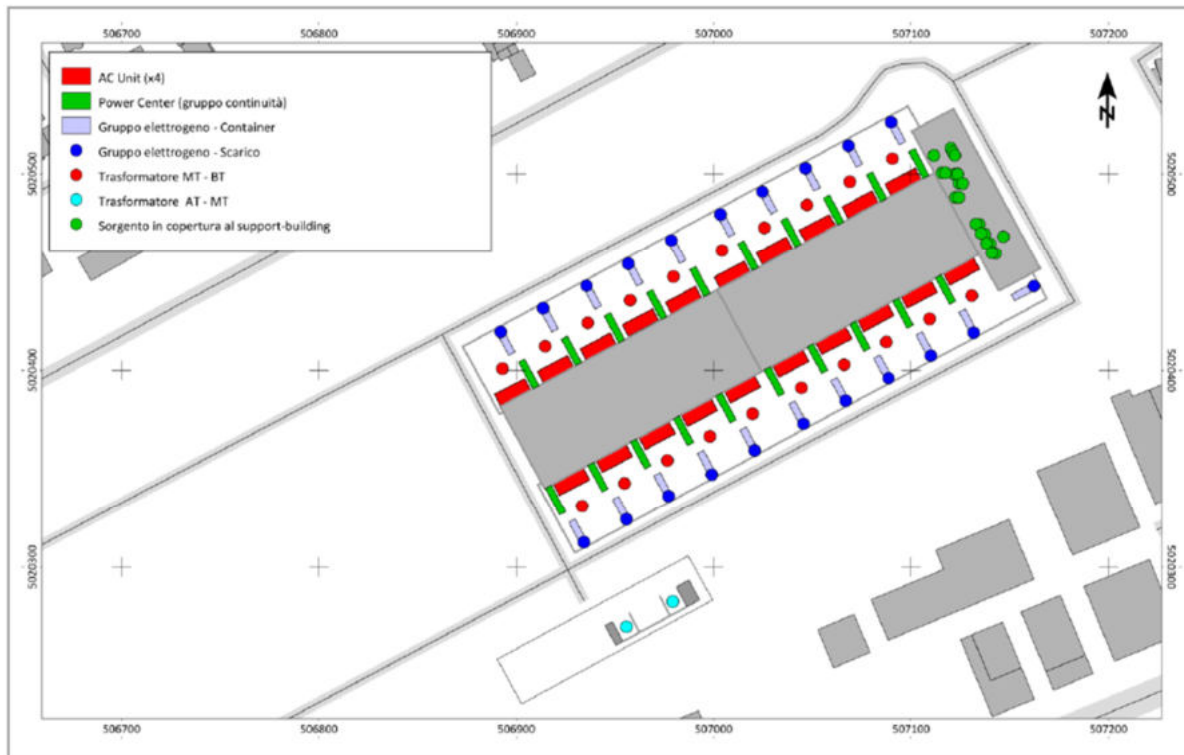 506700 506800 506900 507000 507100 507200
AC Unit (x4)
Power Center (gruppo continuità)
Gruppo elettrogeno - Container
Gruppo elettrogeno - Scarico
Trasformatore MT - BT
Trasformatore AT - MT
Sorgento in copertura al support-building
N
5020500 5020500
5020400 5020400
5020300 5020300
506700 506800 506900 507000 507100 507200